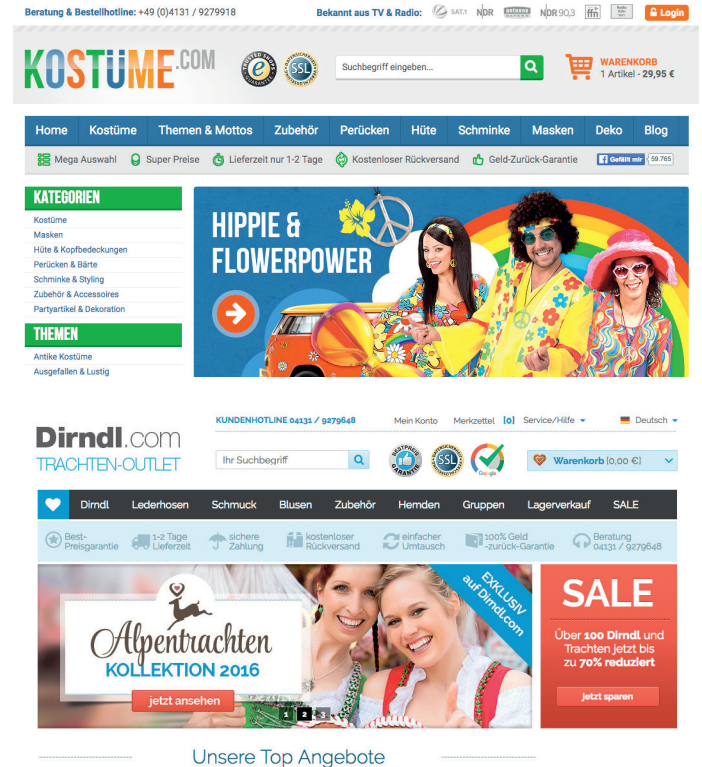 Beratung & Bestellhotline: +49 (0)4131 / 9279918
Bekannt aus TV & Radio: SAT.1 NDR antenne NDR 90,3 ffn Login
KOSTÜME.COM
TRUSTED SHOPS GUARANTEE
SSL
Suchbegriff eingeben...
WARENKORB
1 Artikel - 29,95 €
Home Kostüme Themen & Mottos Zubehör Perücken Hüte Schminke Masken Deko Blog
Mega Auswahl Super Preise Lieferzeit nur 1-2 Tage Kostenloser Rückversand Geld-Zurück-Garantie Gefällt mir 59.765
KATEGORIEN
Kostüme
Masken
Hüte & Kopfbedeckungen
Perücken & Bärte
Schminke & Styling
Zubehör & Accessoires
Partyartikel & Dekoration
THEMEN
Antike Kostüme
Ausgefallen & Lustig
HIPPIE &
FLOWERPOWER
KUNDENHOTLINE 04131 / 9279648 Mein Konto Merkzettel [0] Service/Hilfe Deutsch
Dirndl.com
TRACHTEN-OUTLET
Ihr Suchbegriff
BESTPREIS GARANTIE
SSL
Google
Warenkorb [0,00 €]
Dirndl Lederhosen Schmuck Blusen Zubehör Hemden Gruppen Lagerverkauf SALE
Best-
Preisgarantie
1-2 Tage
Lieferzeit
sichere
Zahlung
kostenloser
Rückversand
einfacher
Umtausch
100% Geld
-zurück-Garantie
Beratung
04131 / 9279648
Alpentrachten
KOLLEKTION 2016
jetzt ansehen
1 2 3
EXKLUSIV
auf Dirndl.com
SALE
Über 100 Dirndl und
Trachten jetzt bis
zu 70% reduziert
jetzt sparen
Unsere Top Angebote